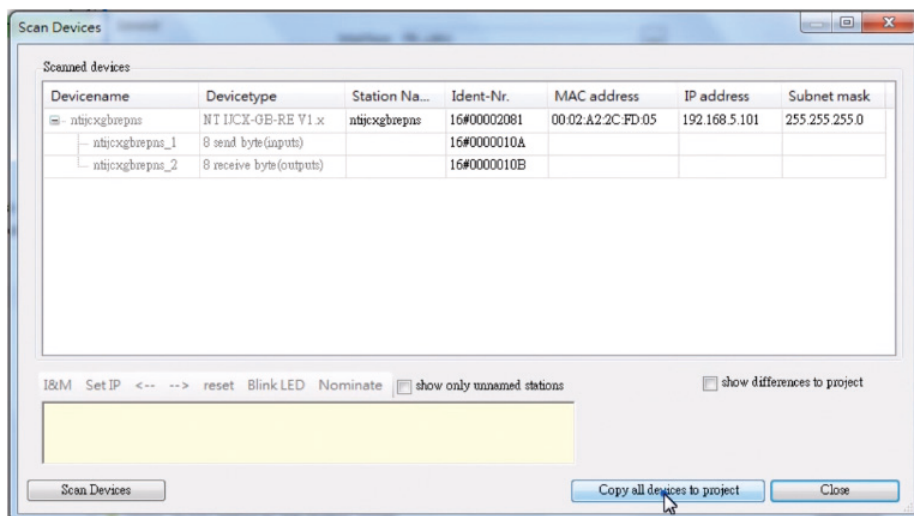 Scan Devices
Scanned devices
Devicename Devicetype Station Na... Ident-Nr. MAC address IP address Subnet mask
ntijcxgbrepns NT IJCX-GB-RE V1.x ntijcxgbrepns 16#00002081 00:02:A2:2C:FD:05 192.168.5.101 255.255.255.0
ntijcxgbrepns_1 8 send byte(inputs) 16#0000010A
ntijcxgbrepns_2 8 receive byte(outputs) 16#0000010B
I&M Set IP <-- --> reset Blink LED Nominate show only unnamed stations show differences to project
Scan Devices Copy all devices to project Close